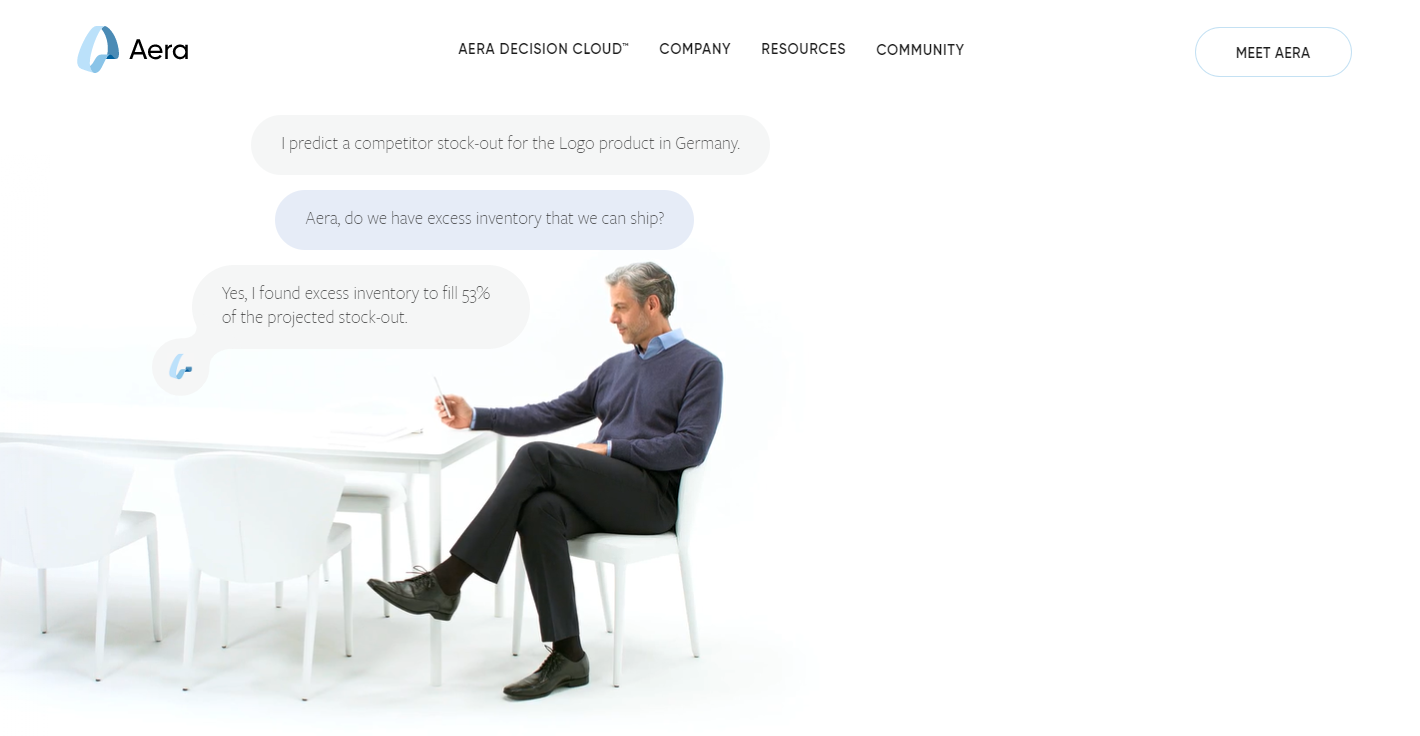 Aera
AERA DECISION CLOUD™
COMPANY
RESOURCES
COMMUNITY
MEET AERA
I predict a competitor stock-out for the Logo product in Germany.
Aera, do we have excess inventory that we can ship?
Yes, I found excess inventory to fill 53%
of the projected stock-out.